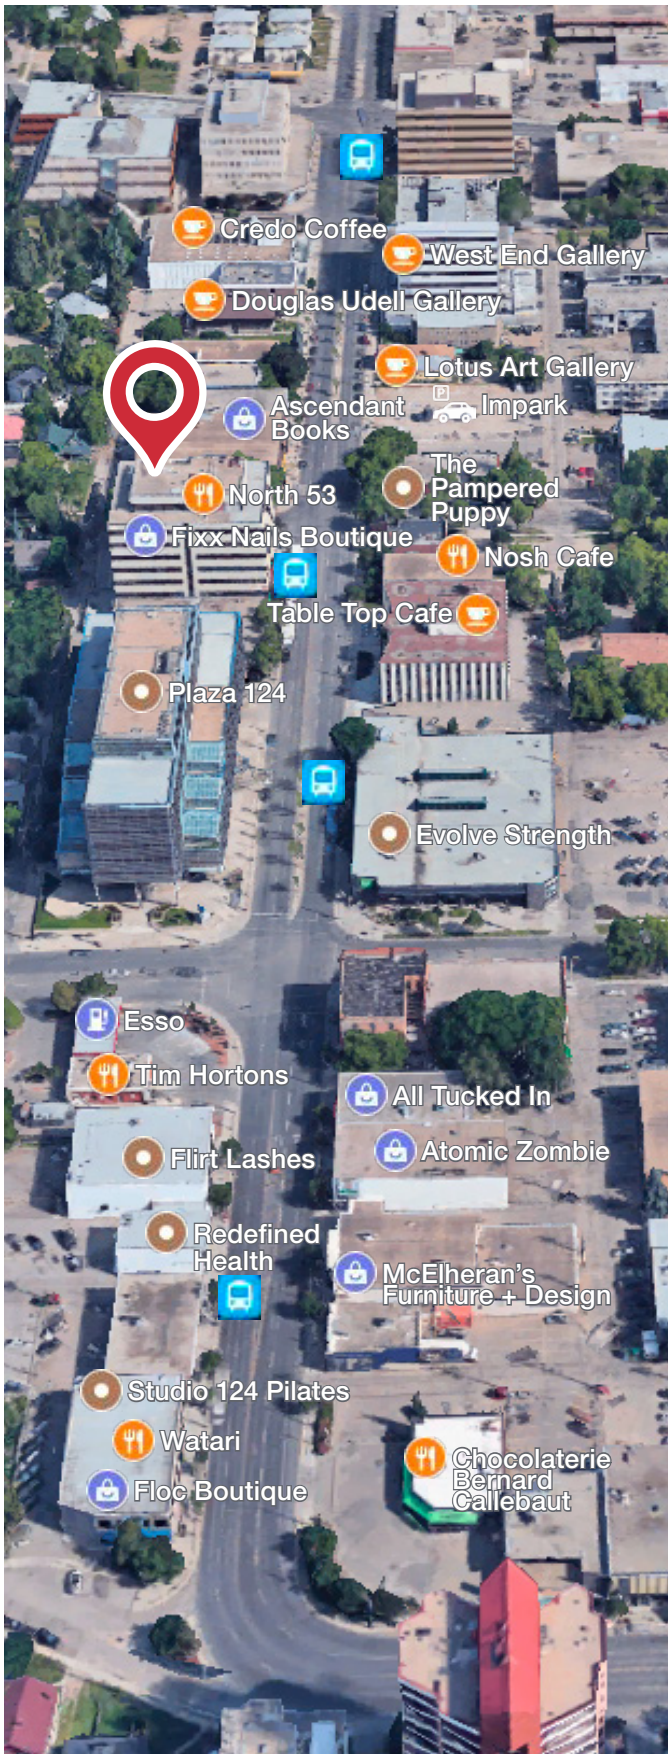 Credo Coffee
West End Gallery
Douglas Udell Gallery
Lotus Art Gallery
Ascendant
Books
P
Impark
The
Pampered
Puppy
North 53
Fixx Nails Boutique
Nosh Cafe
Table Top Cafe
Plaza 124
Evolve Strength
Esso
Tim Hortons
All Tucked In
Atomic Zombie
Flirt Lashes
Redefined
Health
McElheran's
Furniture + Design
Studio 124 Pilates
Watari
Chocolaterie
Bernard
Callebaut
Floc Boutique